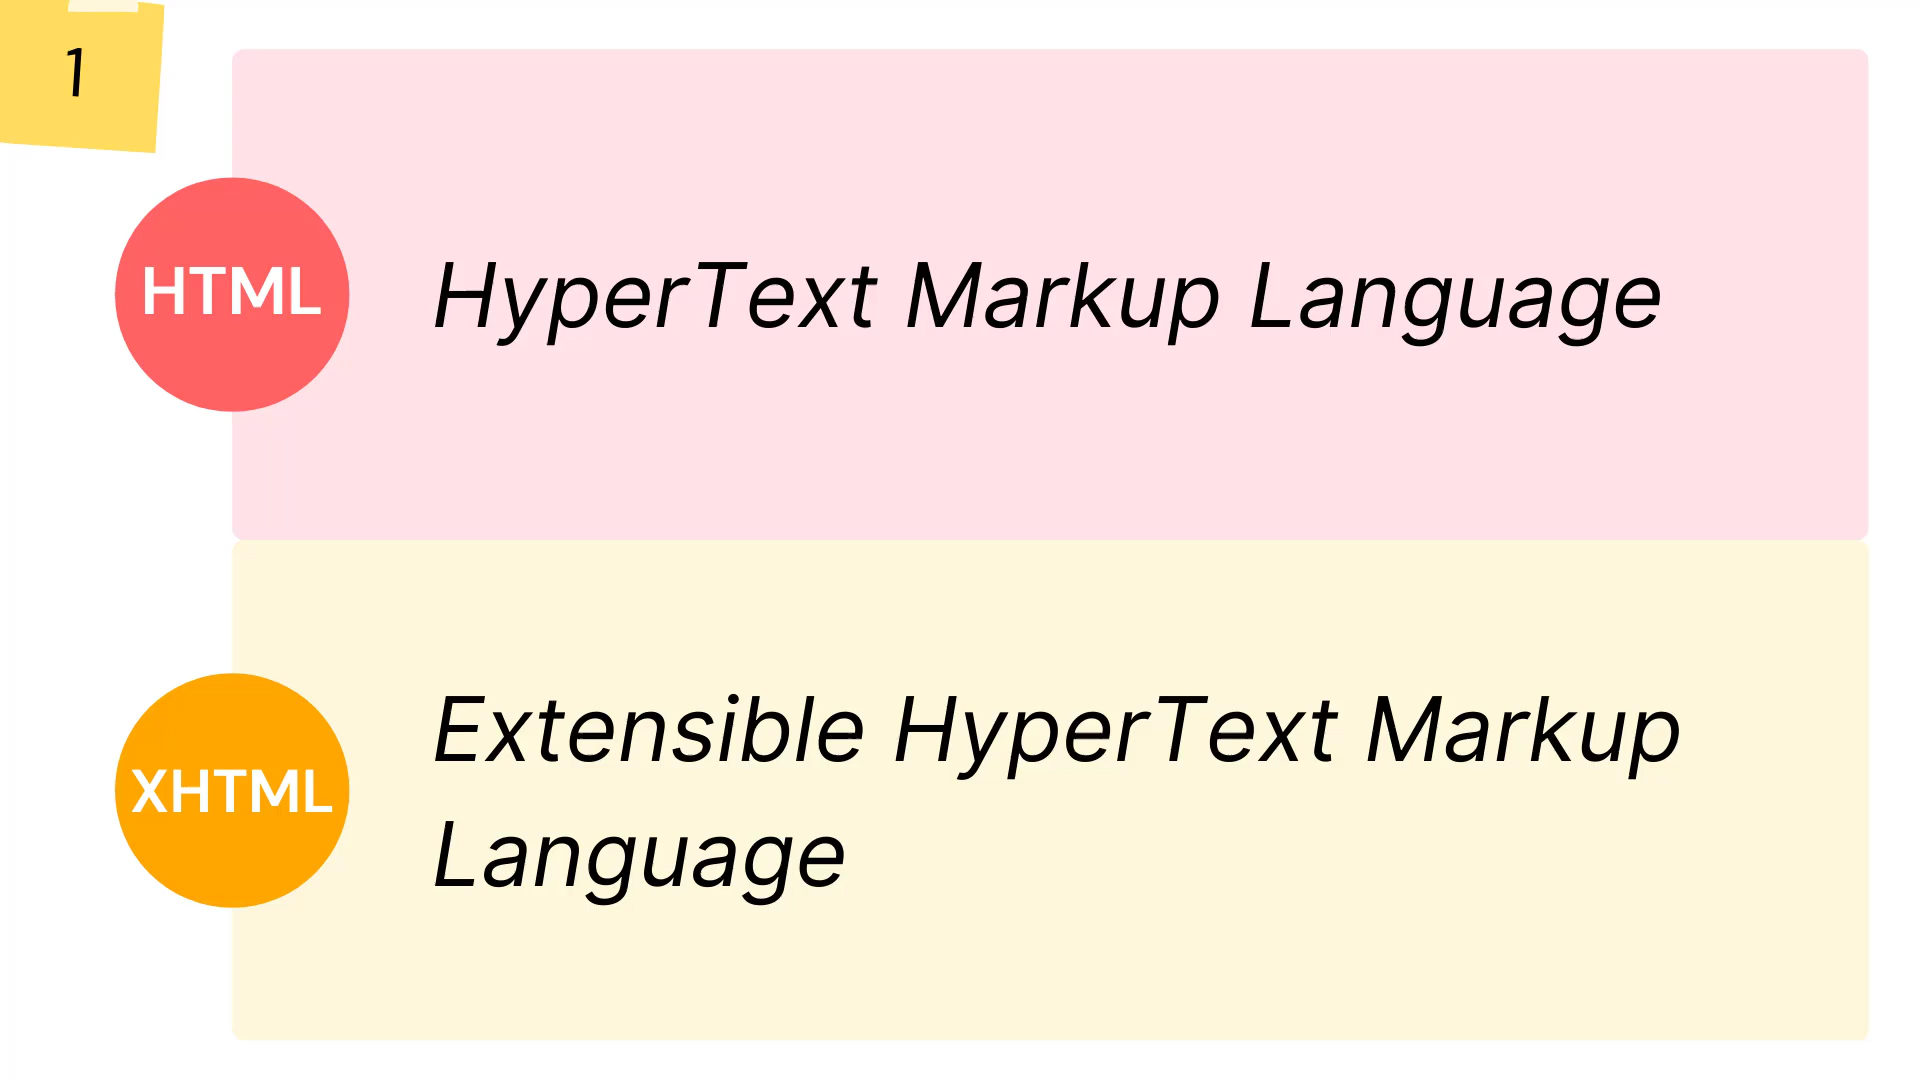 1
HTML
HyperText Markup Language
XHTML
Extensible HyperText Markup
Language